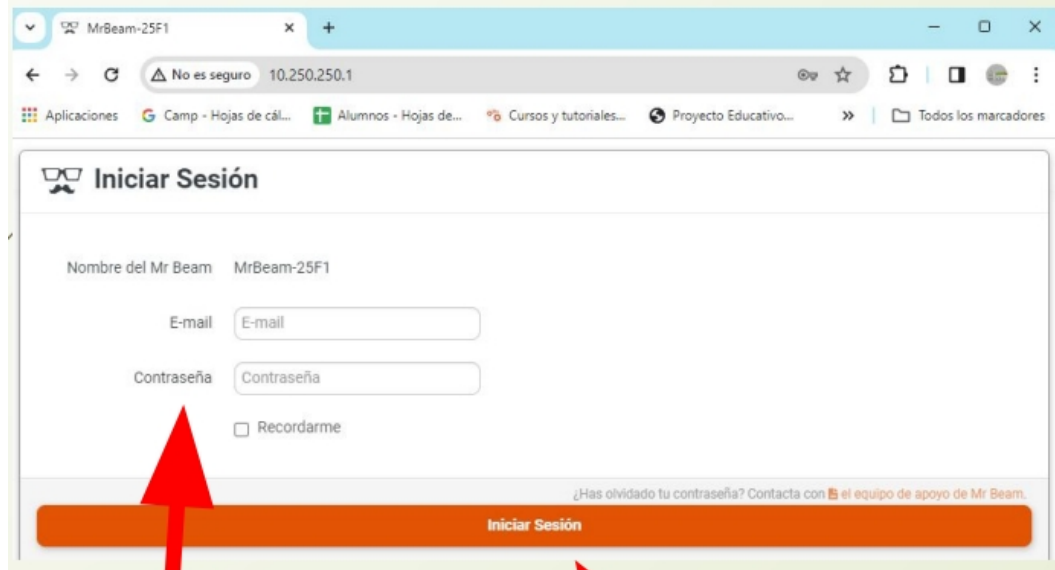 MrBeam-25F1
No es seguro 10.250.250.1
Aplicaciones Camp - Hojas de cál... Alumnos - Hojas de... Cursos y tutoriales... Proyecto Educativo... » Todos los marcadores
Iniciar Sesión
Nombre del Mr Beam MrBeam-25F1
E-mail E-mail
Contraseña Contraseña
Recordarme
¿Has olvidado tu contraseña? Contacta con el equipo de apoyo de Mr Beam.
Iniciar Sesión